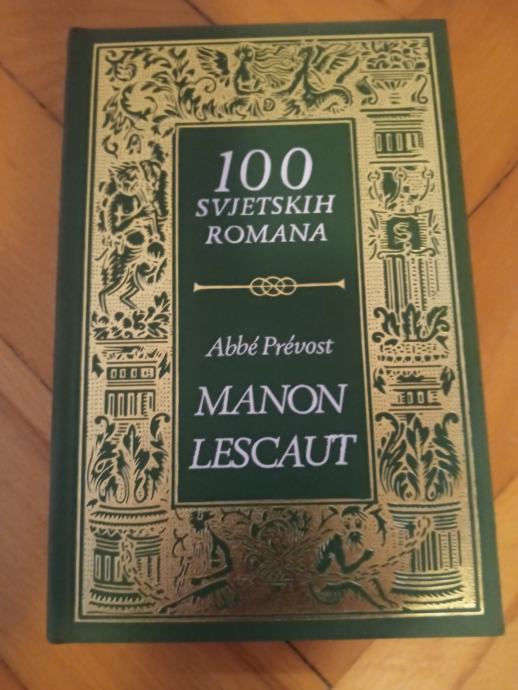 100
SVJETSKIH
ROMANA
Abbé Prévost
MANON
LESCAUT
S